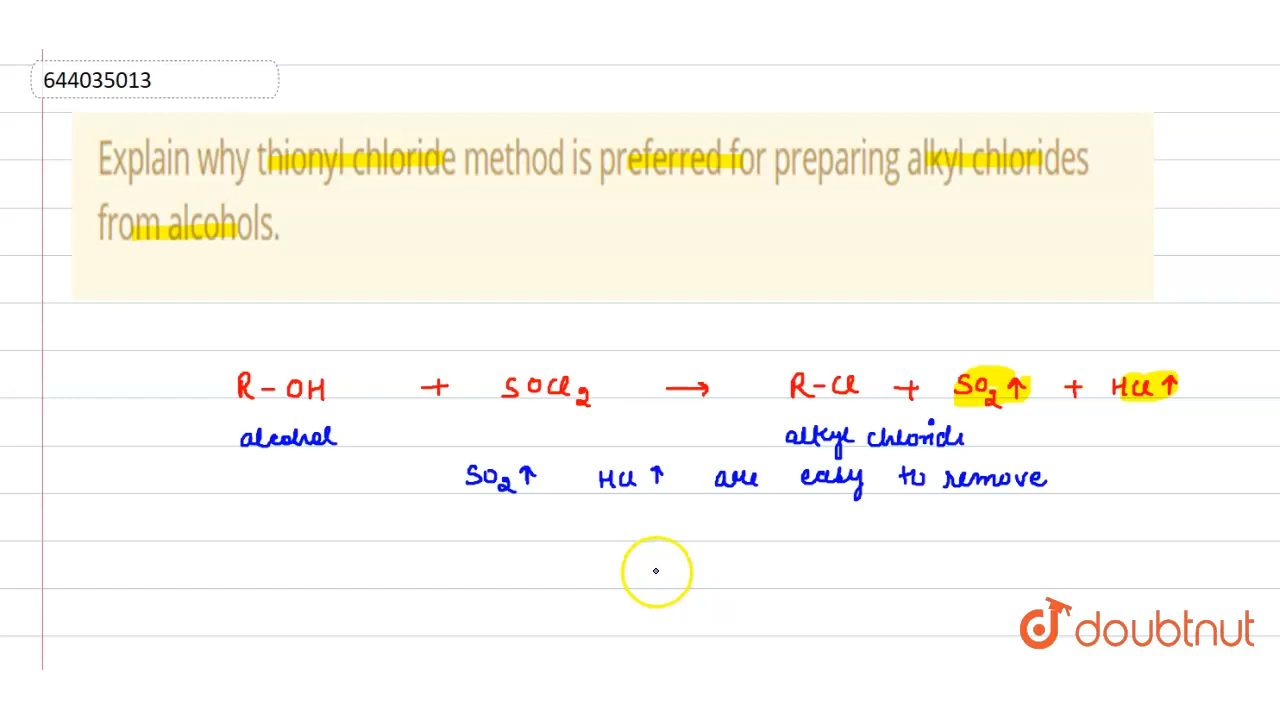 644035013
Explain why thionyl chloride method is preferred for preparing alkyl chlorides
from alcohols.
R - OH + SOCl2 → R - Cl + SO2↑ + HCl↑
alcohol alkyl chloride
SO2↑ HCl↑ are easy to remove
doubtnut